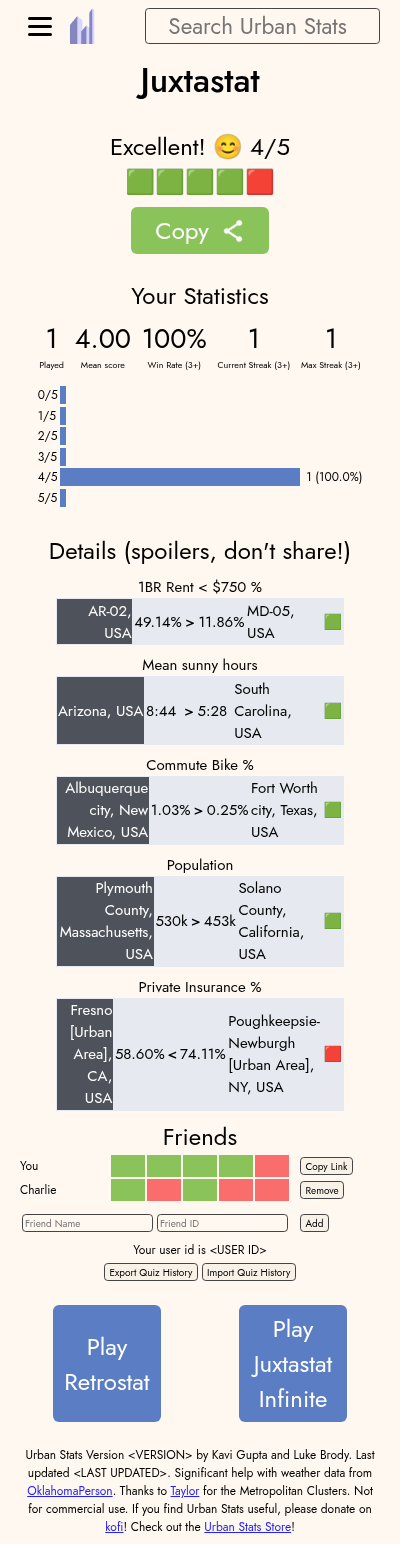 Search Urban Stats
Juxtastat
Excellent! 😊 4/5
🟩🟩🟩🟩🟥
Copy
Your Statistics
1 4.00 100% 1 1
Played Mean score Win Rate (3+) Current Streak (3+) Max Streak (3+)
0/5
1/5
2/5
3/5
4/5 1 (100.0%)
5/5
Details (spoilers, don't share!)
1BR Rent < $750 %
AR-02,
USA
49.14% > 11.86%
MD-05,
USA
🟩
Mean sunny hours
Arizona, USA
8:44 > 5:28
South
Carolina,
USA
🟩
Commute Bike %
Albuquerque
city, New
Mexico, USA
1.03% > 0.25%
Fort Worth
city, Texas,
USA
🟩
Population
Plymouth
County,
Massachusetts,
USA
530k > 453k
Solano
County,
California,
USA
🟩
Private Insurance %
Fresno
[Urban
Area],
CA,
USA
58.60% < 74.11%
Poughkeepsie-
Newburgh
[Urban Area],
NY, USA
🟥
Friends
You Copy Link
Charlie Remove
Friend Name Friend ID Add
Your user id is <USER ID>
Export Quiz History Import Quiz History
Play
Retrostat
Play
Juxtastat
Infinite
Urban Stats Version <VERSION> by Kavi Gupta and Luke Brody. Last
updated <LAST UPDATED>. Significant help with weather data from
OklahomaPerson. Thanks to Taylor for the Metropolitan Clusters. Not
for commercial use. If you find Urban Stats useful, please donate on
kofi! Check out the Urban Stats Store!